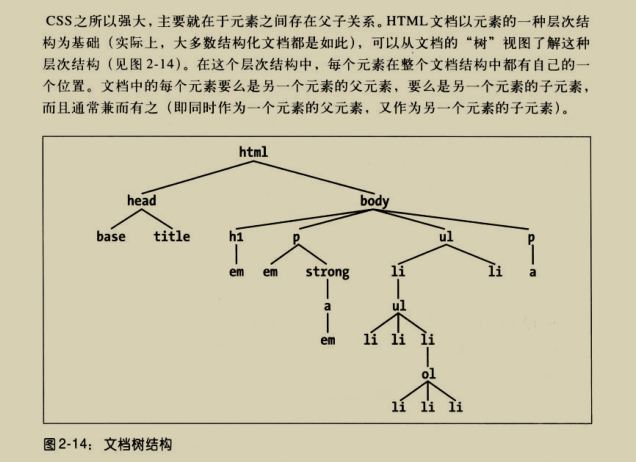 CSS之所以强大，主要就在于元素之间存在父子关系。HTML文档以元素的一种层次结
构为基础（实际上，大多数结构化文档都是如此），可以从文档的“树”视图了解这种
层次结构（见图2-14）。在这个层次结构中，每个元素在整个文档结构中都有自己的一
个位置。文档中的每个元素要么是另一个元素的父元素，要么是另一个元素的子元素，
而且通常兼而有之（即同时作为一个元素的父元素，又作为另一个元素的子元素）。
html
head body
base title h1 p ul p
em em strong li li a
a ul
em li li li
ol
li li li
图2-14：文档树结构